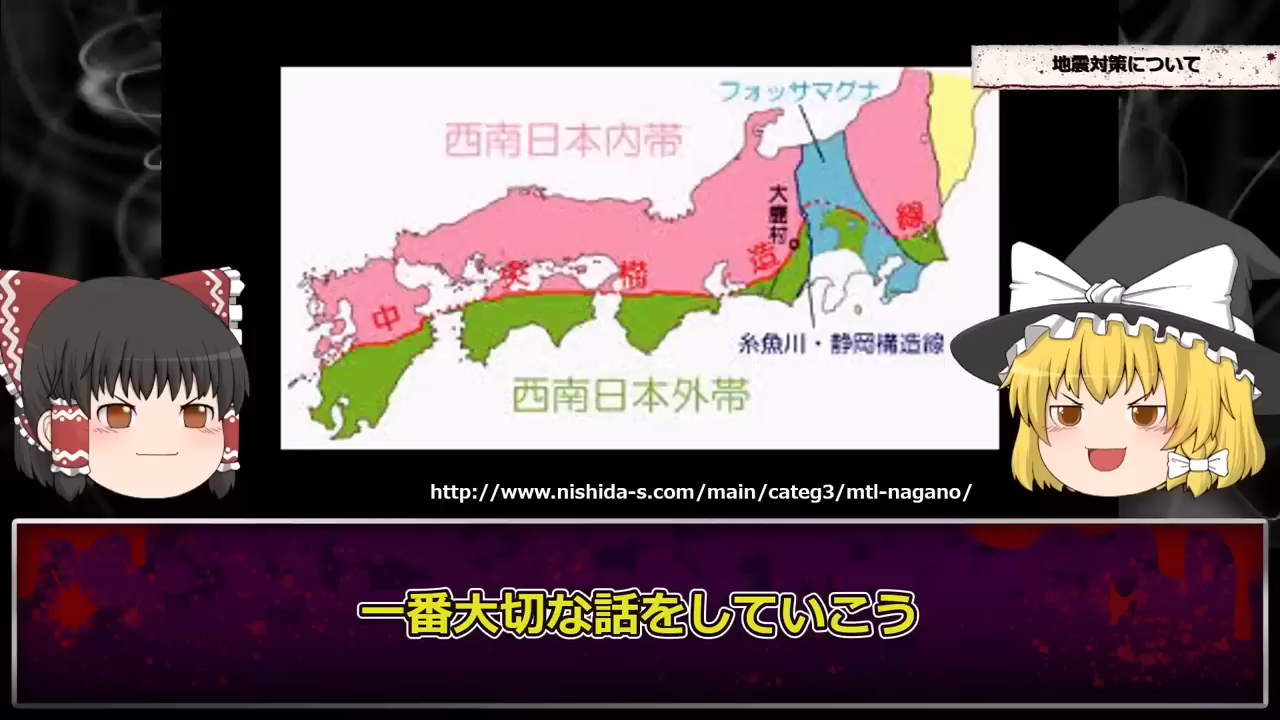 地震対策について
フォッサマグナ
西南日本内帯
大鹿村
中央構造線
糸魚川・静岡構造線
西南日本外帯
http://www.nishida-s.com/main/categ3/mtl-nagano/
一番大切な話をしていこう